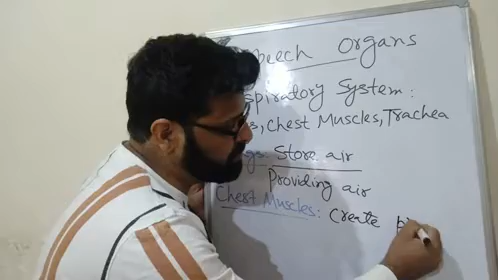 Speech Organs
Respiratory System:
Chest Muscles, Trachea
Store air
Providing air
Chest Muscles: Create